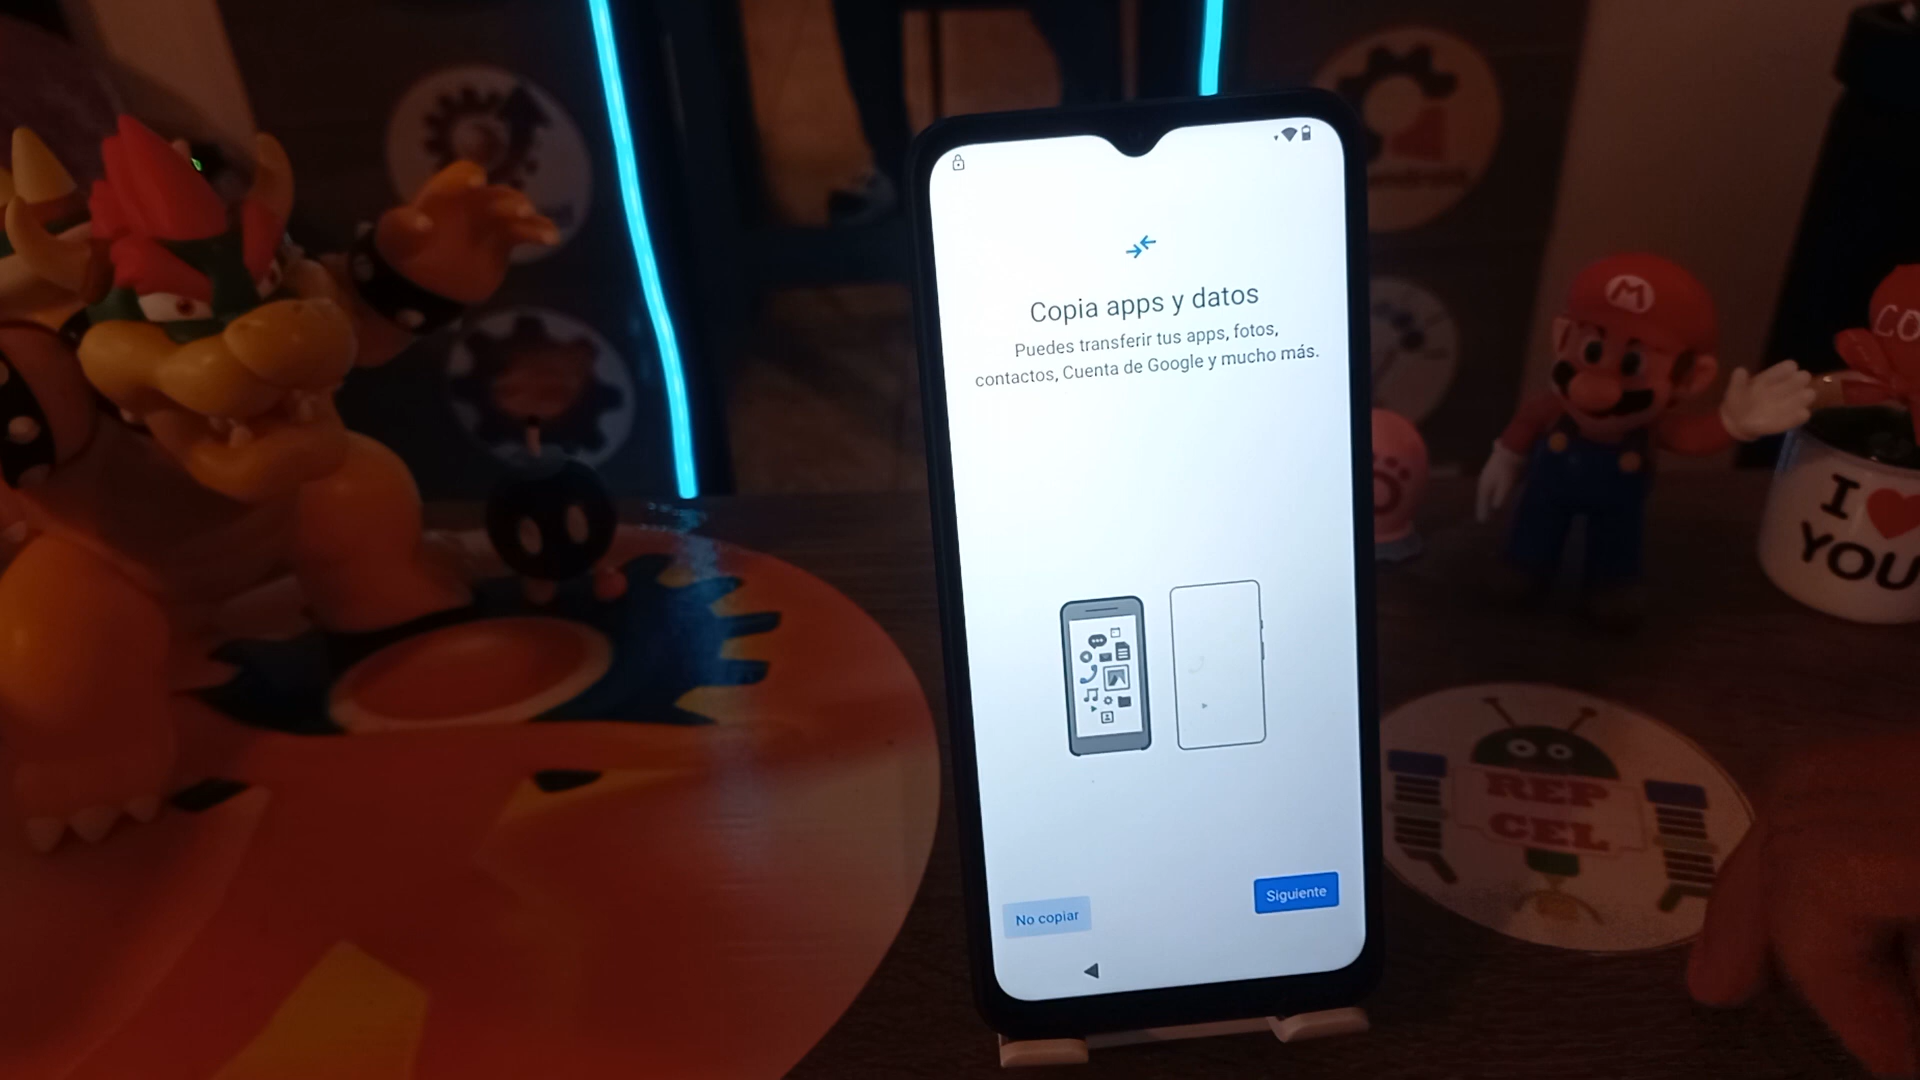 Copia apps y datos
Puedes transferir tus apps, fotos,
contactos, Cuenta de Google y mucho más.
No copiar
Siguiente
M
I ♥
YOU
REP
CEL